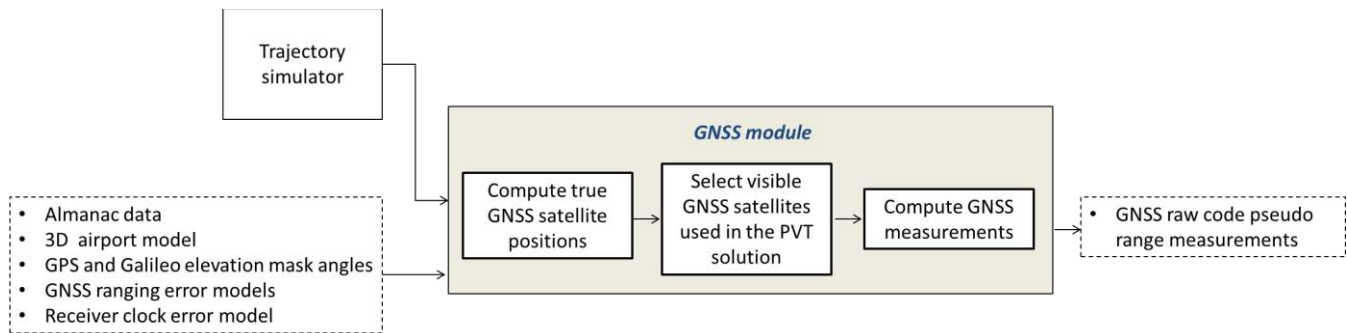 Trajectory
simulator
GNSS module
Compute true
GNSS satellite
positions
Select visible
GNSS satellites
used in the PVT
solution
Compute GNSS
measurements
• Almanac data
• 3D airport model
• GPS and Galileo elevation mask angles
• GNSS ranging error models
• Receiver clock error model
• GNSS raw code pseudo
range measurements